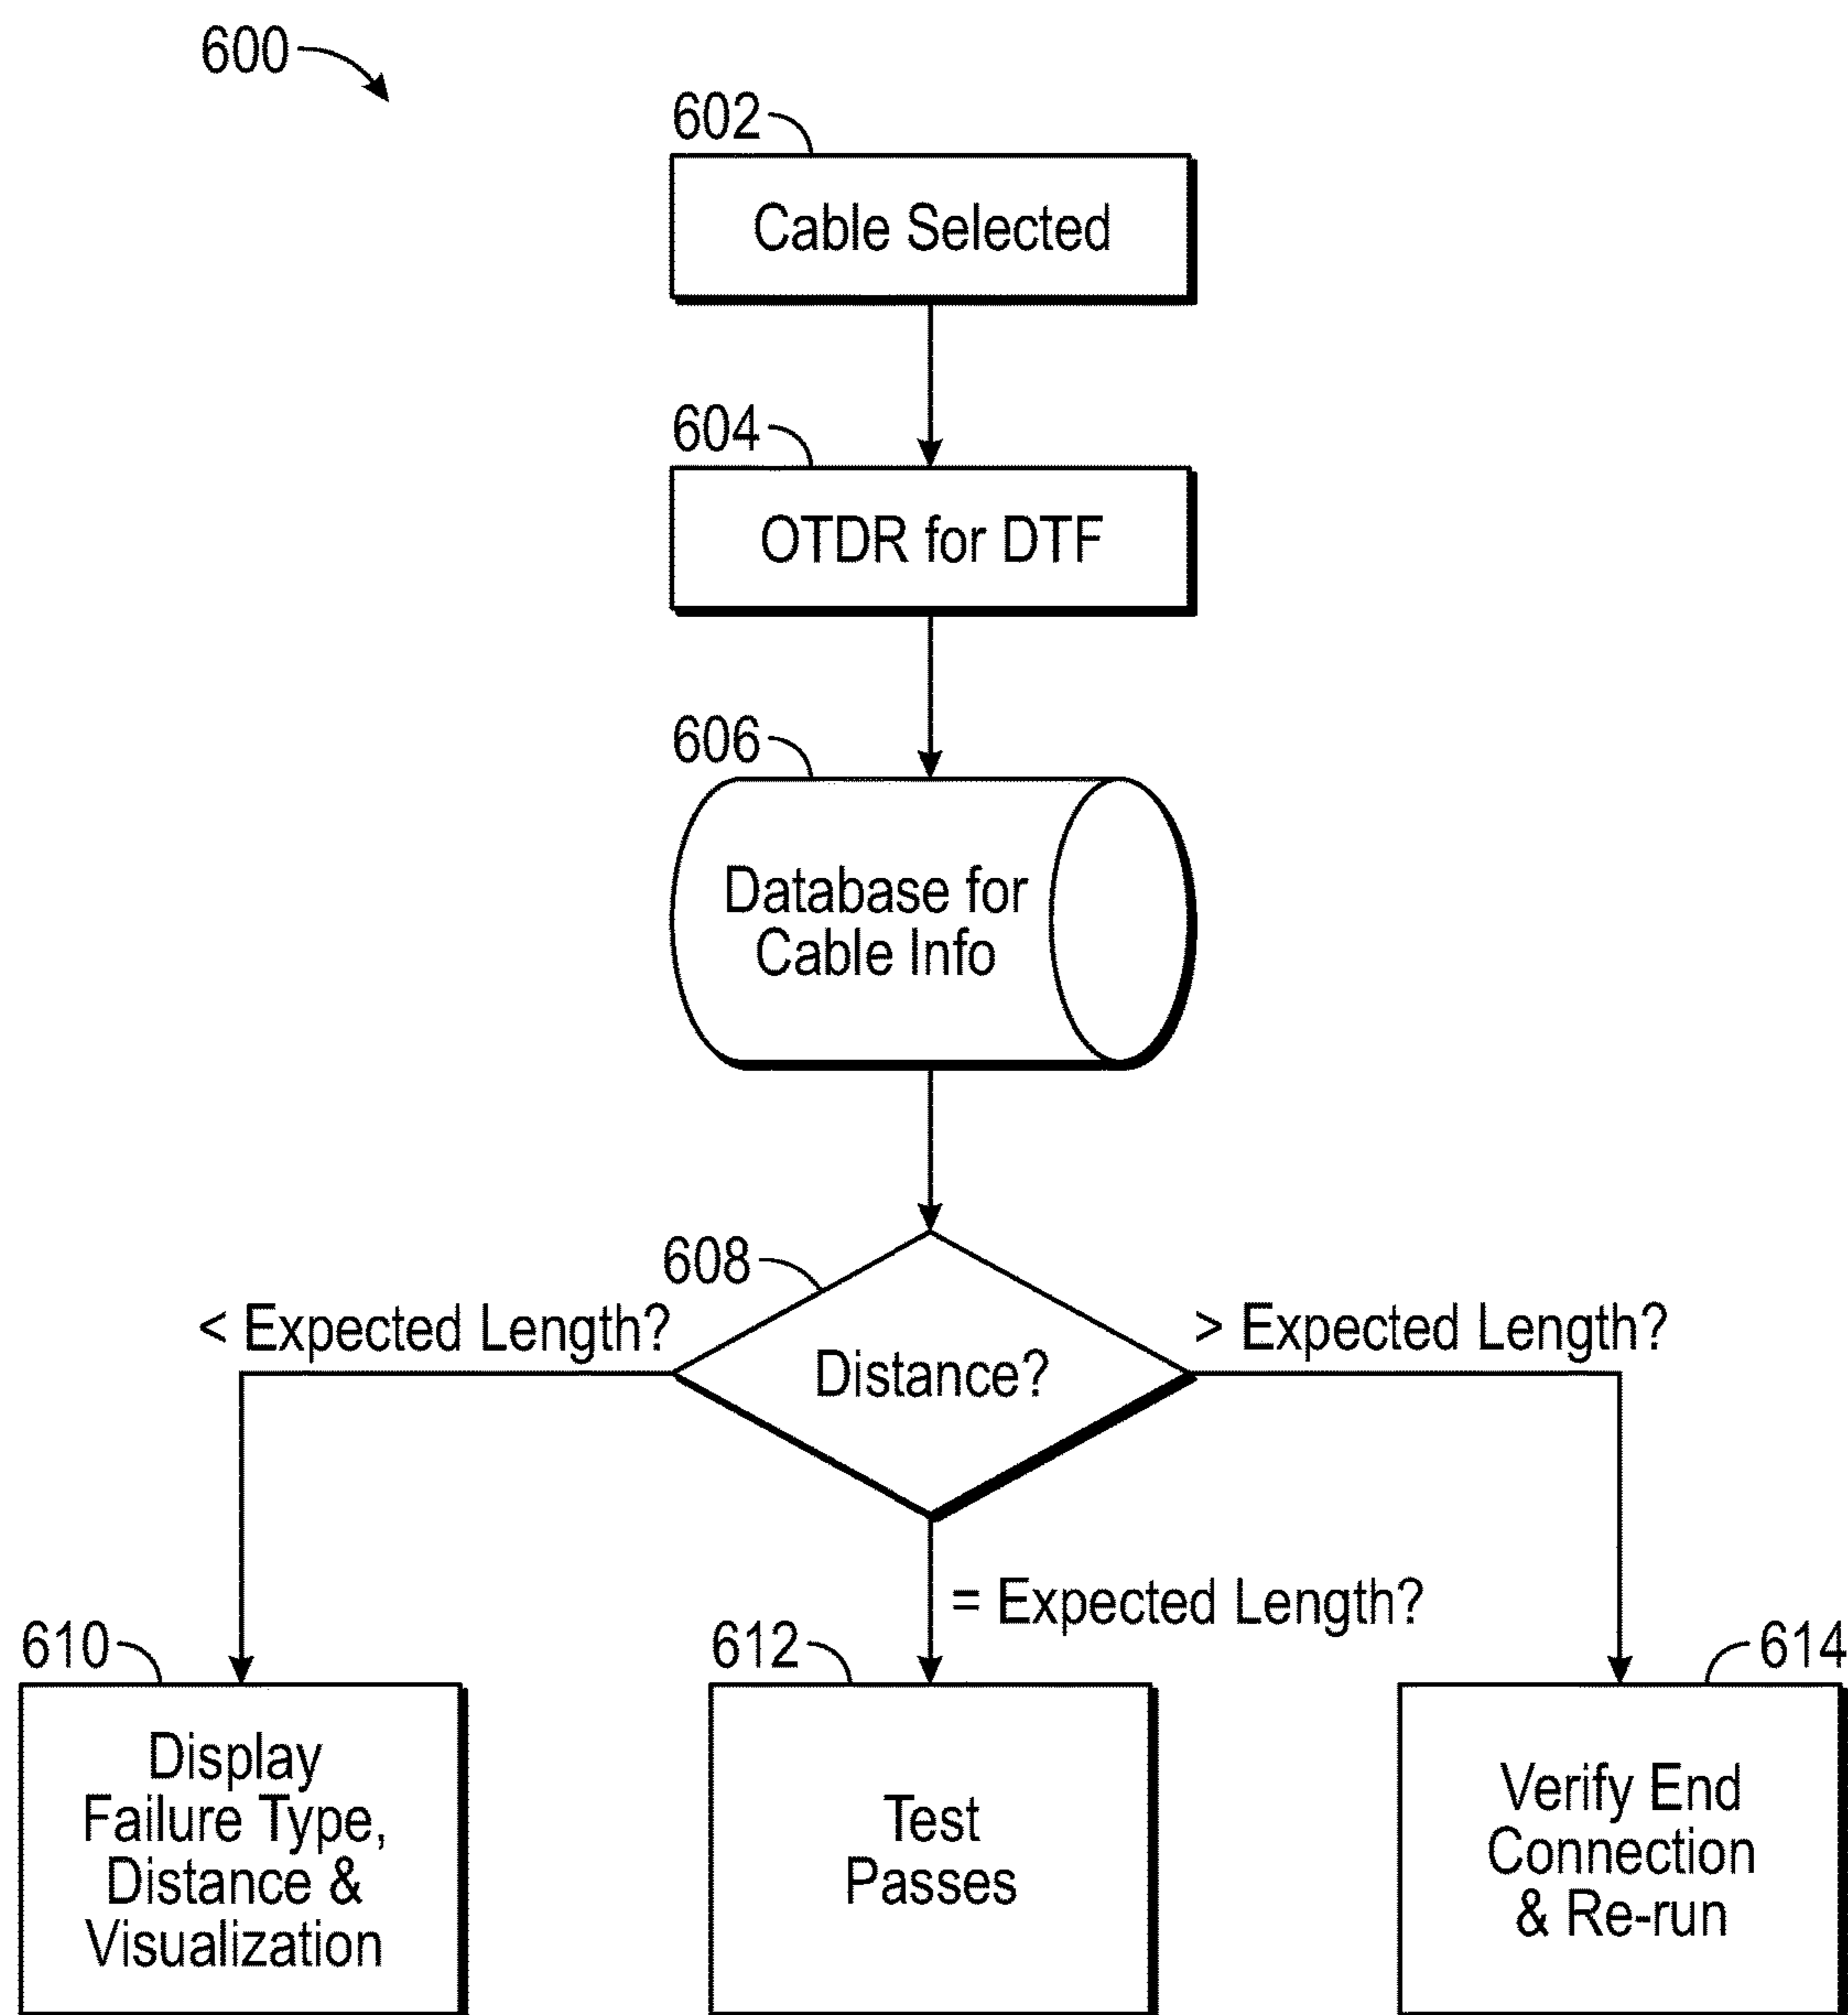 600
602
Cable Selected
604
OTDR for DTF
606
Database for
Cable Info
608
< Expected Length?
Distance?
> Expected Length?
= Expected Length?
610
Display
Failure Type,
Distance &
Visualization
612
Test
Passes
614
Verify End
Connection
& Re-run